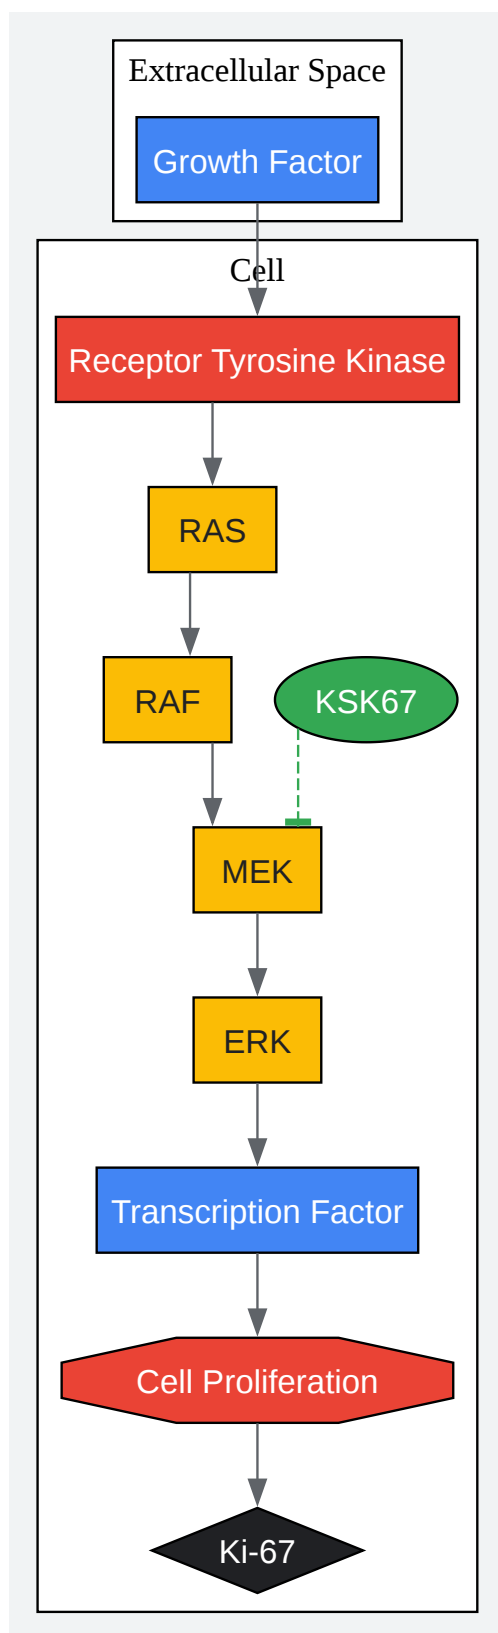 Extracellular Space
Growth Factor
Cell
Receptor Tyrosine Kinase
RAS
RAF
KSK67
MEK
ERK
Transcription Factor
Cell Proliferation
Ki-67